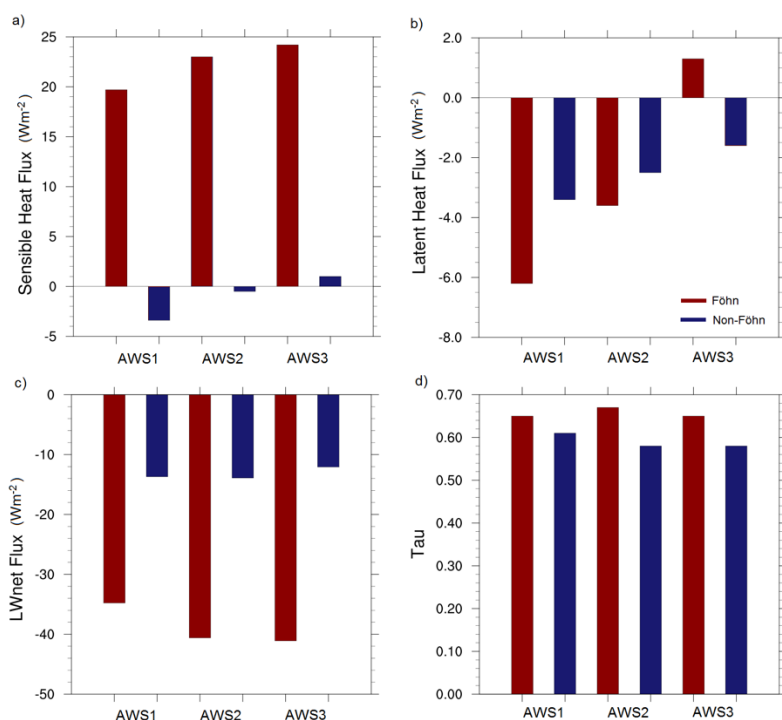 a)
Sensible Heat Flux (Wm-2)
25
20
15
10
5
0
-5
AWS1 AWS2 AWS3
b)
Latent Heat Flux (Wm-2)
2.0
0.0
-2.0
-4.0
-6.0
-8.0
Föhn
Non-Föhn
AWS1 AWS2 AWS3
c)
LWnet Flux (Wm-2)
0
-10
-20
-30
-40
-50
AWS1 AWS2 AWS3
d)
Tau
0.70
0.60
0.50
0.40
0.30
0.20
0.10
0.00
AWS1 AWS2 AWS3